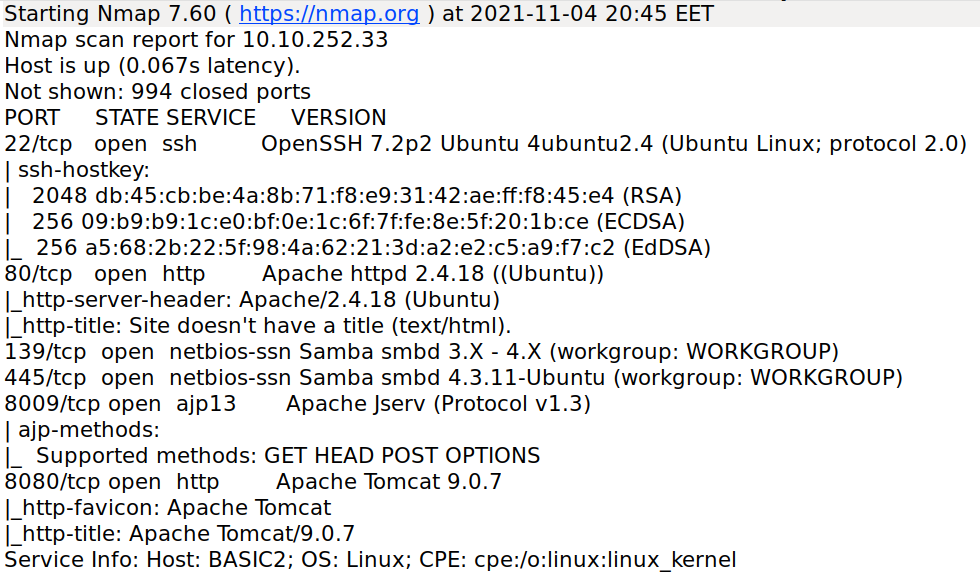 Starting Nmap 7.60 ( https://nmap.org ) at 2021-11-04 20:45 EET
Nmap scan report for 10.10.252.33
Host is up (0.067s latency).
Not shown: 994 closed ports
PORT     STATE SERVICE     VERSION
22/tcp   open  ssh         OpenSSH 7.2p2 Ubuntu 4ubuntu2.4 (Ubuntu Linux; protocol 2.0)
| ssh-hostkey:
|   2048 db:45:cb:be:4a:8b:71:f8:e9:31:42:ae:ff:f8:45:e4 (RSA)
|   256 09:b9:b9:1c:e0:bf:0e:1c:6f:7f:fe:8e:5f:20:1b:ce (ECDSA)
|_  256 a5:68:2b:22:5f:98:4a:62:21:3d:a2:e2:c5:a9:f7:c2 (EdDSA)
80/tcp   open  http        Apache httpd 2.4.18 ((Ubuntu))
|_http-server-header: Apache/2.4.18 (Ubuntu)
|_http-title: Site doesn't have a title (text/html).
139/tcp  open  netbios-ssn Samba smbd 3.X - 4.X (workgroup: WORKGROUP)
445/tcp  open  netbios-ssn Samba smbd 4.3.11-Ubuntu (workgroup: WORKGROUP)
8009/tcp open  ajp13       Apache Jserv (Protocol v1.3)
| ajp-methods:
|_  Supported methods: GET HEAD POST OPTIONS
8080/tcp open  http        Apache Tomcat 9.0.7
|_http-favicon: Apache Tomcat
|_http-title: Apache Tomcat/9.0.7
Service Info: Host: BASIC2; OS: Linux; CPE: cpe:/o:linux:linux_kernel